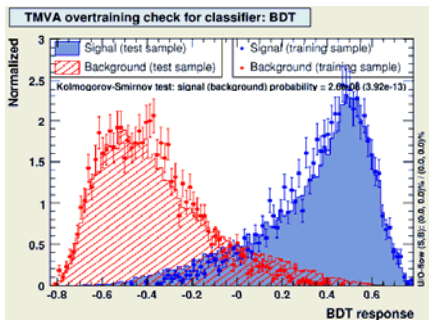 TMVA overtraining check for classifier: BDT
Normalized
3
Signal (test sample)
Background (test sample)
Signal (training sample)
Background (training sample)
Kolmogorov-Smirnov test: signal (background) probability = (3.92e-13)
2.5
2
1.5
1
0.5
0
-0.8 -0.6 -0.4 -0.2 -0 0.2 0.4 0.6
BDT response
U/O-flow (S,B): (0.0, 0.0)% / (0.0, 0.0)%